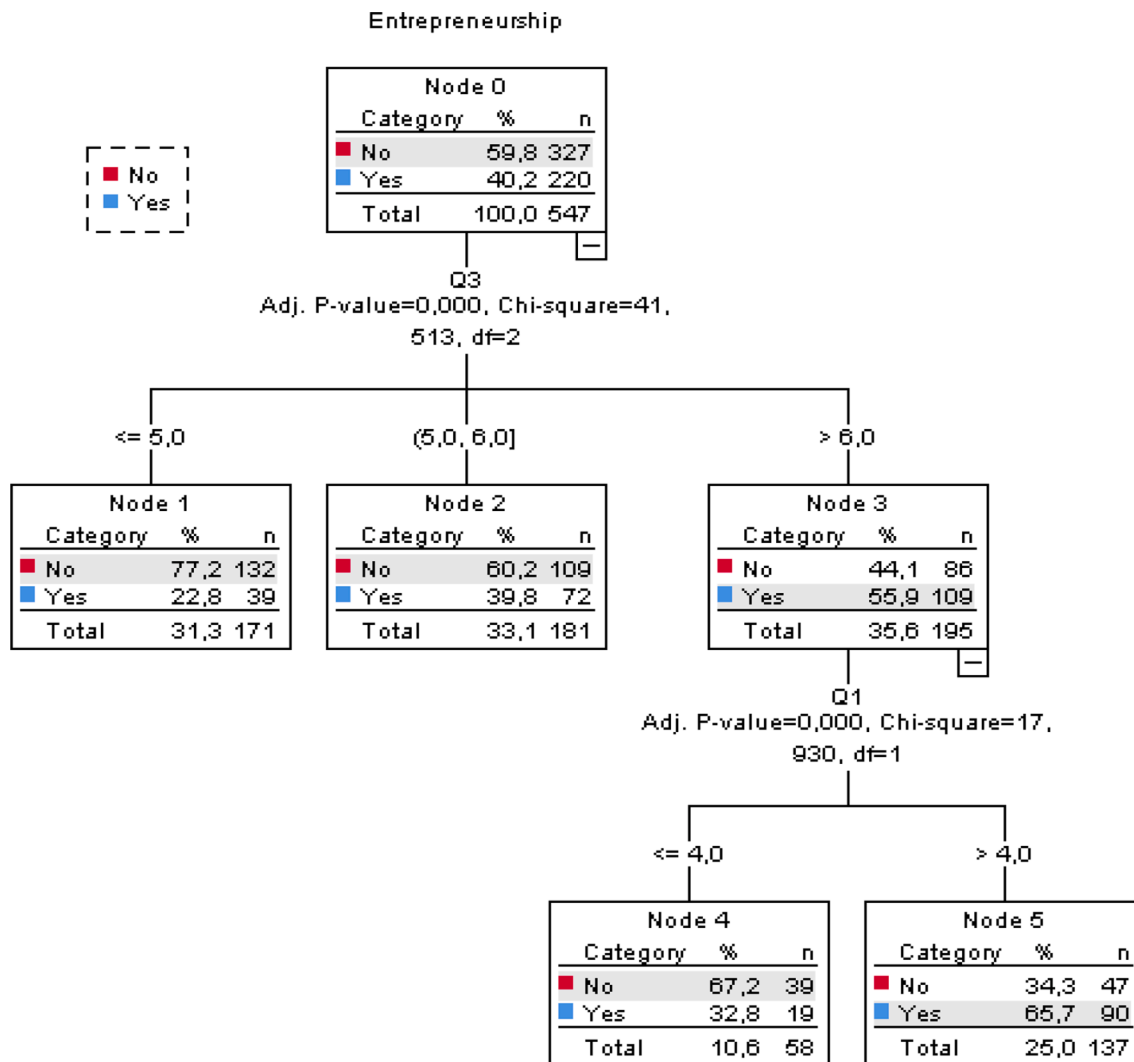 Entrepreneurship
Node 0
Category % n
No 59,8 327
Yes 40,2 220
Total 100,0 547
No
Yes
Q3
Adj. P-value=0,000, Chi-square=41,
513, df=2
<= 5,0
(5,0, 6,0]
> 6,0
Node 1
Category % n
No 77,2 132
Yes 22,8 39
Total 31,3 171
Node 2
Category % n
No 60,2 109
Yes 39,8 72
Total 33,1 181
Node 3
Category % n
No 44,1 86
Yes 55,9 109
Total 35,6 195
Q1
Adj. P-value=0,000, Chi-square=17,
930, df=1
<= 4,0
> 4,0
Node 4
Category % n
No 67,2 39
Yes 32,8 19
Total 10,6 58
Node 5
Category % n
No 34,3 47
Yes 65,7 90
Total 25,0 137